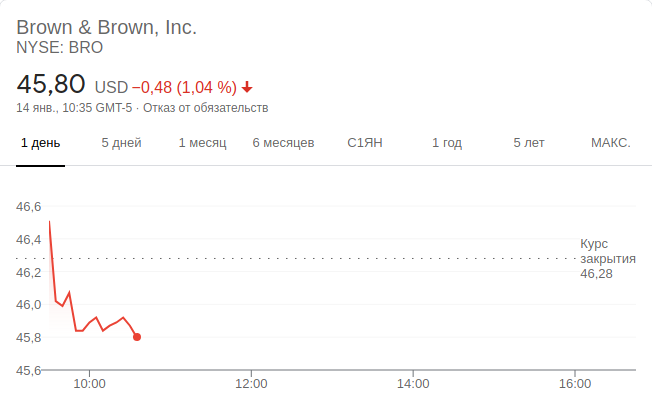 Brown & Brown, Inc.
NYSE: BRO
45,80 USD −0,48 (1,04 %)
14 янв., 10:35 GMT-5 · Отказ от обязательств
1 день 5 дней 1 месяц 6 месяцев С1ЯН 1 год 5 лет МАКС.
46,6
46,4
46,2
46,0
45,8
45,6
Курс
закрытия
46,28
10:00 12:00 14:00 16:00